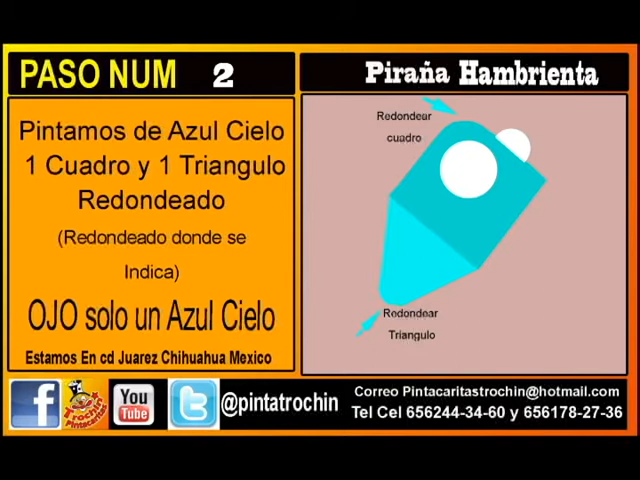 PASO NUM 2
Piraña Hambrienta
Pintamos de Azul Cielo
1 Cuadro y 1 Triangulo
Redondeado
(Redondeado donde se
Indica)
OJO solo un Azul Cielo
Estamos En cd Juarez Chihuahua Mexico
Redondear
cuadro
Redondear
Triangulo
f
Trochin
Pintacaritas
You
Tube
t
@pintatrochin
Correo Pintacaritastrochin@hotmail.com
Tel Cel 656244-34-60 y 656178-27-36